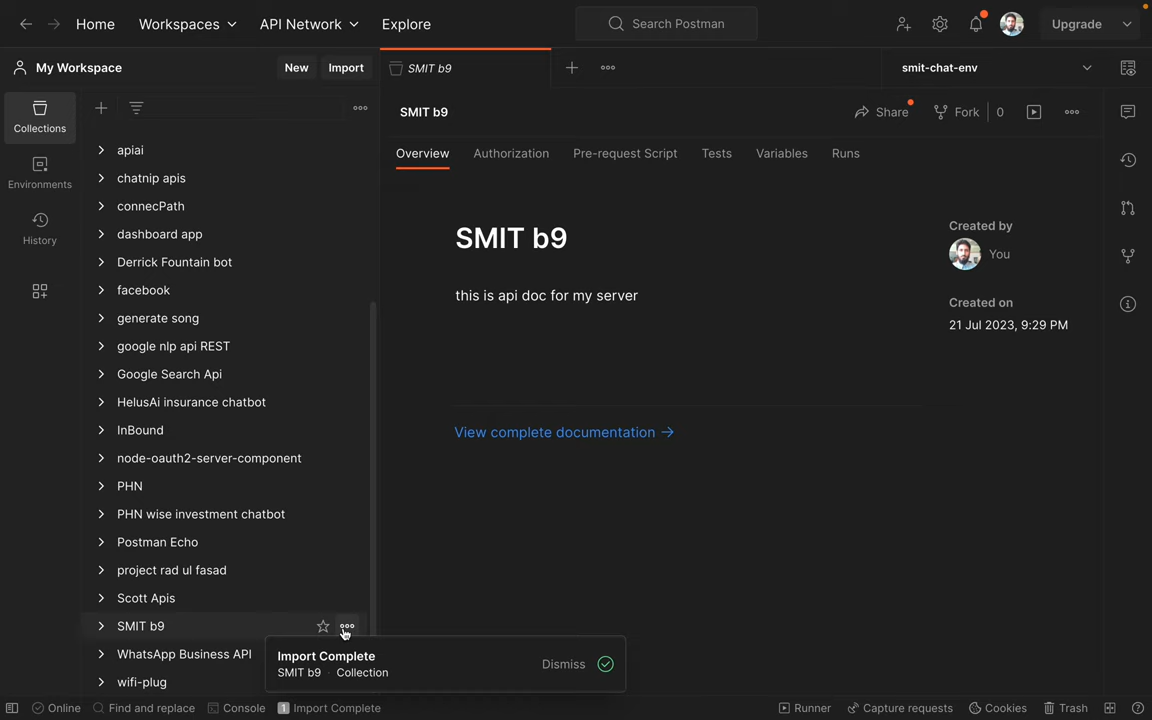 Home Workspaces API Network Explore Search Postman Upgrade
My Workspace New Import SMIT b9 smit-chat-env
Collections
Environments
History
apiai
chatnip apis
connecPath
dashboard app
Derrick Fountain bot
facebook
generate song
google nlp api REST
Google Search Api
HelusAi insurance chatbot
InBound
node-oauth2-server-component
PHN
PHN wise investment chatbot
Postman Echo
project rad ul fasad
Scott Apis
SMIT b9
WhatsApp Business API
wifi-plug
SMIT b9 Share Fork 0
Overview Authorization Pre-request Script Tests Variables Runs
SMIT b9
this is api doc for my server
View complete documentation →
Created by
You
Created on
21 Jul 2023, 9:29 PM
Import Complete
SMIT b9 · Collection
Dismiss
Online Find and replace Console 1 Import Complete Runner Capture requests Cookies Trash